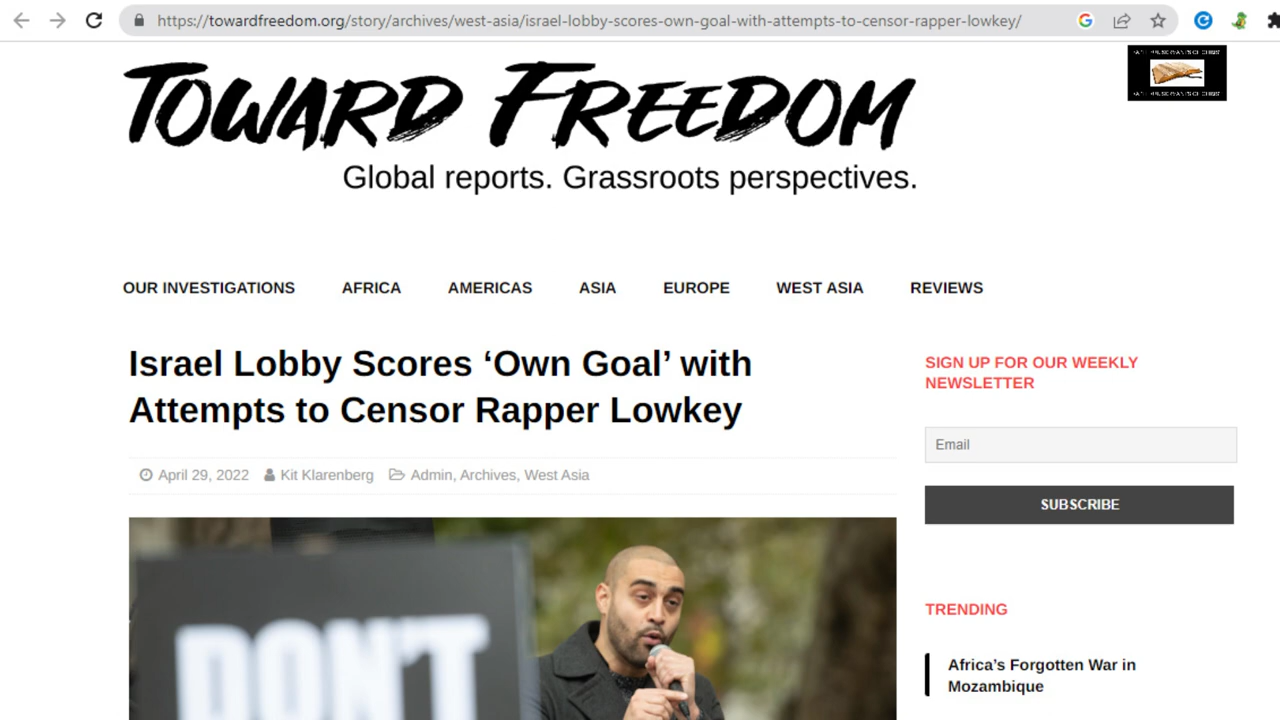 https://towardfreedom.org/story/archives/west-asia/israel-lobby-scores-own-goal-with-attempts-to-censor-rapper-lowkey/
TOWARD FREEDOM
Global reports. Grassroots perspectives.
OUR INVESTIGATIONS AFRICA AMERICAS ASIA EUROPE WEST ASIA REVIEWS
Israel Lobby Scores ‘Own Goal’ with
Attempts to Censor Rapper Lowkey
April 29, 2022 Kit Klarenberg Admin, Archives, West Asia
DON'T
SIGN UP FOR OUR WEEKLY
NEWSLETTER
Email
SUBSCRIBE
TRENDING
Africa’s Forgotten War in
Mozambique